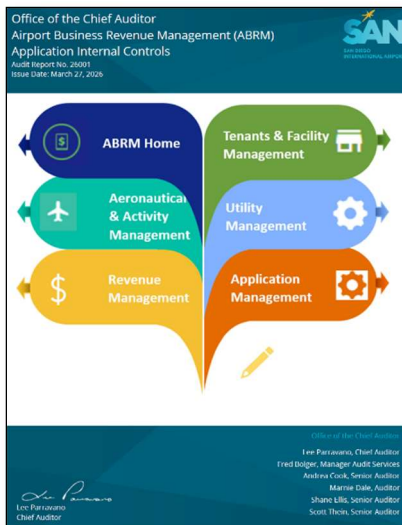 Office of the Chief Auditor
Airport Business Revenue Management (ABRM)
Application Internal Controls
Audit Report No. 26001
Issue Date: March 27, 2026
SAN
SAN DIEGO
INTERNATIONAL AIRPORT
ABRM Home
Tenants & Facility
Management
Aeronautical
& Activity
Management
Utility
Management
Revenue
Management
Application
Management
Office of the Chief Auditor
Lee Parravano, Chief Auditor
Fred Bolger, Manager Audit Services
Andrea Cook, Senior Auditor
Marnie Dale, Auditor
Shane Ellis, Senior Auditor
Scott Thein, Senior Auditor
Lee Parravano
Lee Parravano
Chief Auditor